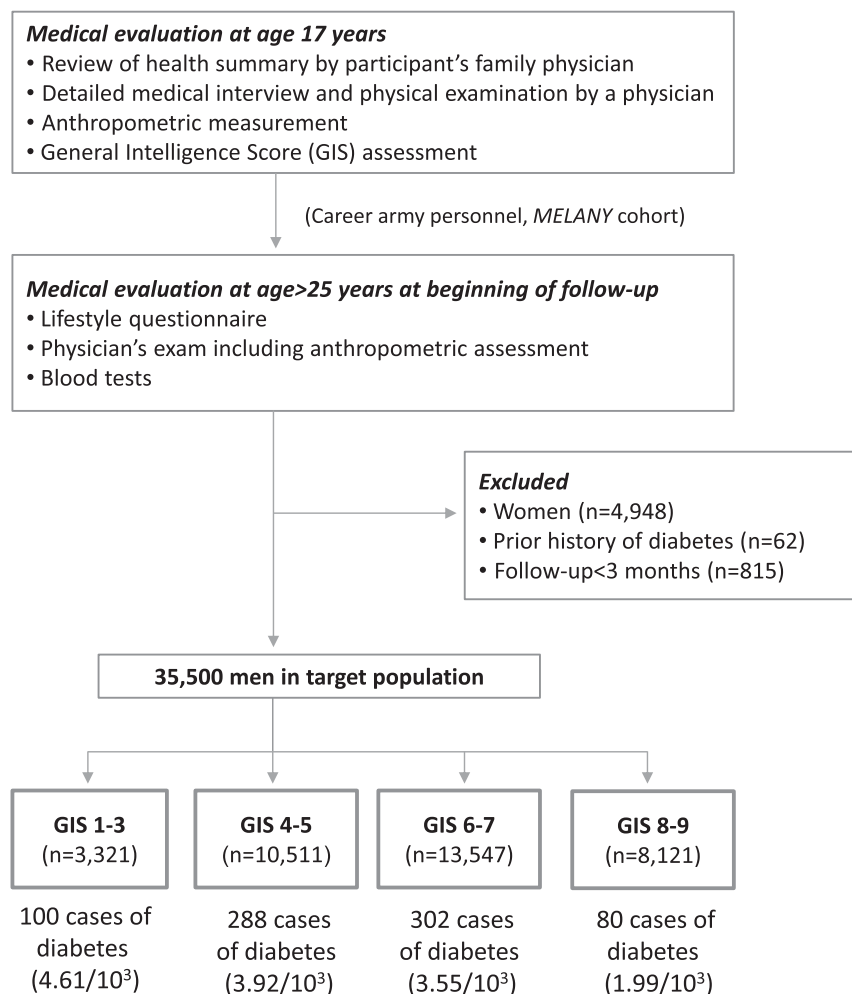 Medical evaluation at age 17 years
• Review of health summary by participant's family physician
• Detailed medical interview and physical examination by a physician
• Anthropometric measurement
• General Intelligence Score (GIS) assessment
(Career army personnel, MELANY cohort)
Medical evaluation at age>25 years at beginning of follow-up
• Lifestyle questionnaire
• Physician's exam including anthropometric assessment
• Blood tests
Excluded
• Women (n=4,948)
• Prior history of diabetes (n=62)
• Follow-up<3 months (n=815)
35,500 men in target population
GIS 1-3
(n=3,321)
GIS 4-5
(n=10,511)
GIS 6-7
(n=13,547)
GIS 8-9
(n=8,121)
100 cases of
diabetes
(4.61/10³)
288 cases
of diabetes
(3.92/10³)
302 cases
of diabetes
(3.55/10³)
80 cases of
diabetes
(1.99/10³)